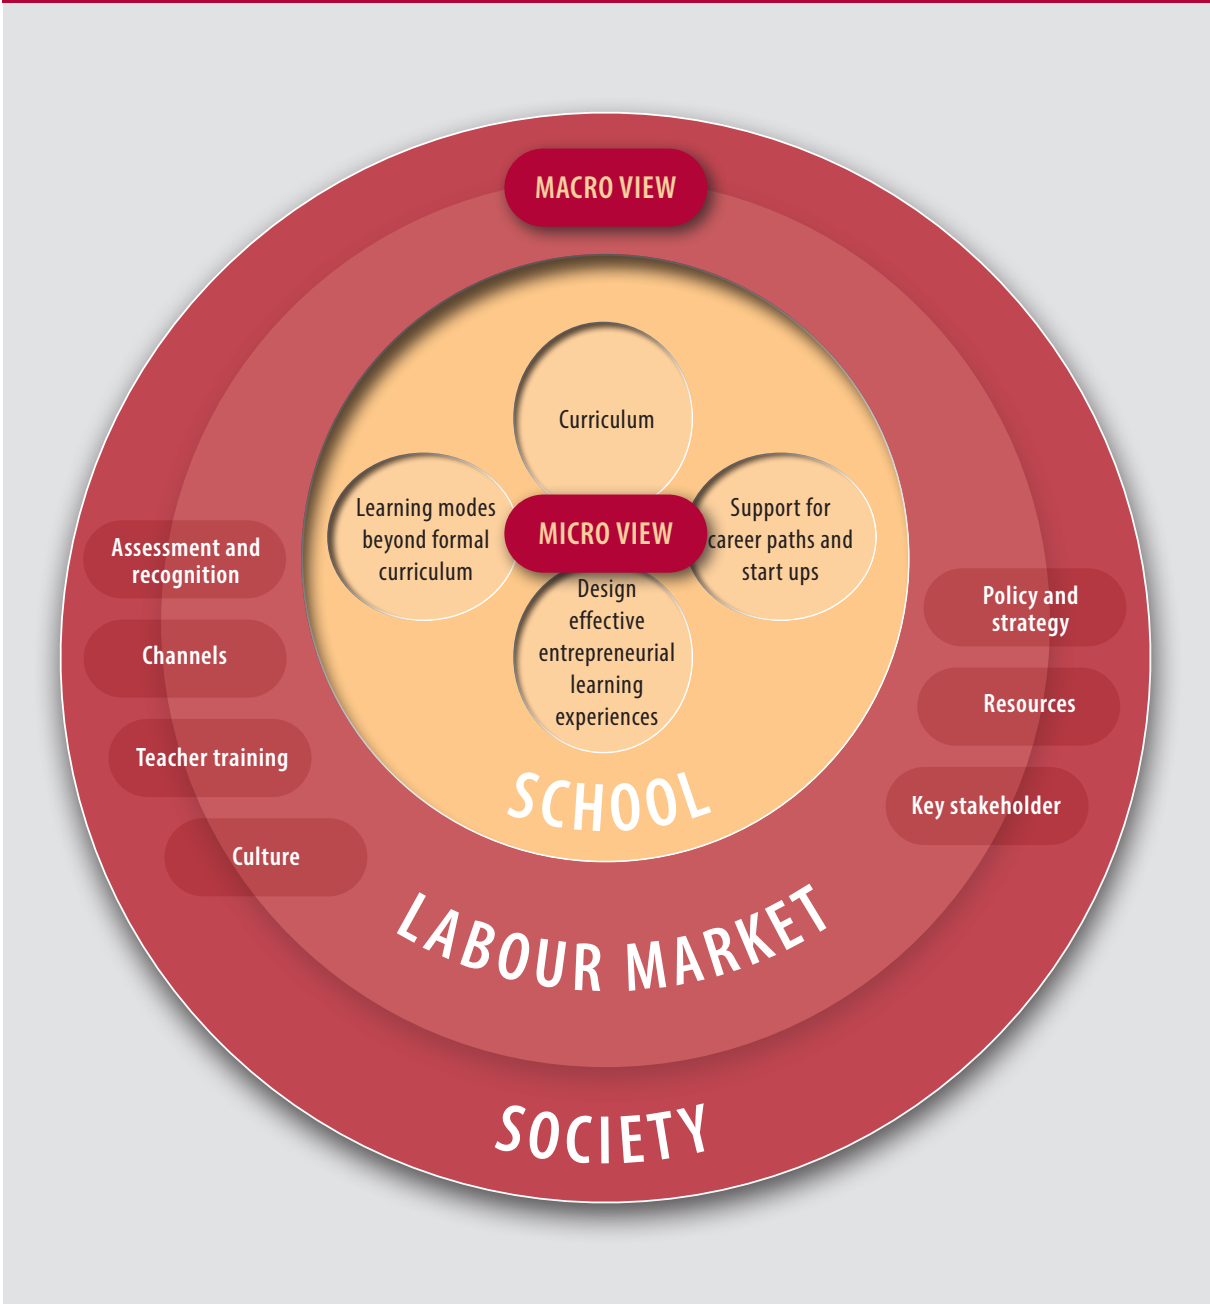 MACRO VIEW
Curriculum
Learning modes
beyond formal
curriculum
MICRO VIEW
Support for
career paths and
start ups
Design
effective
entrepreneurial
learning
experiences
SCHOOL
Assessment and
recognition
Channels
Teacher training
Culture
Policy and
strategy
Resources
Key stakeholder
LABOUR MARKET
SOCIETY